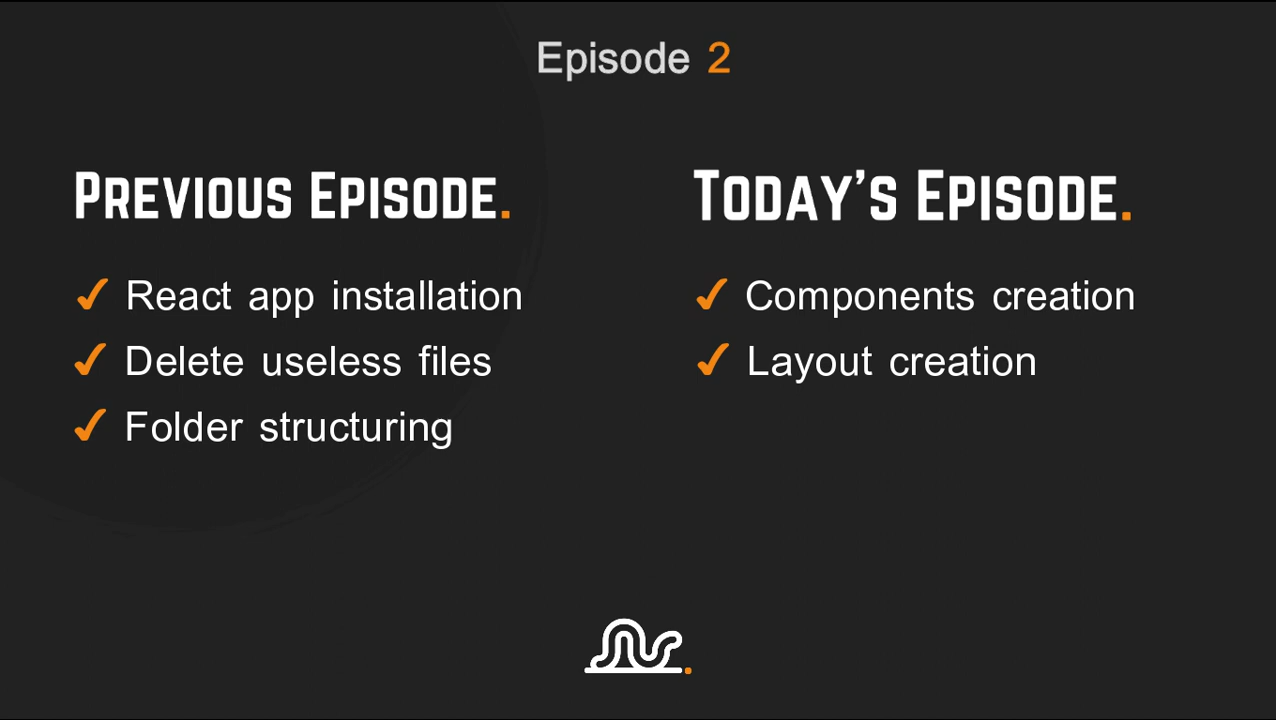 Episode 2
Previous Episode.
✓ React app installation
✓ Delete useless files
✓ Folder structuring
Today's Episode.
✓ Components creation
✓ Layout creation